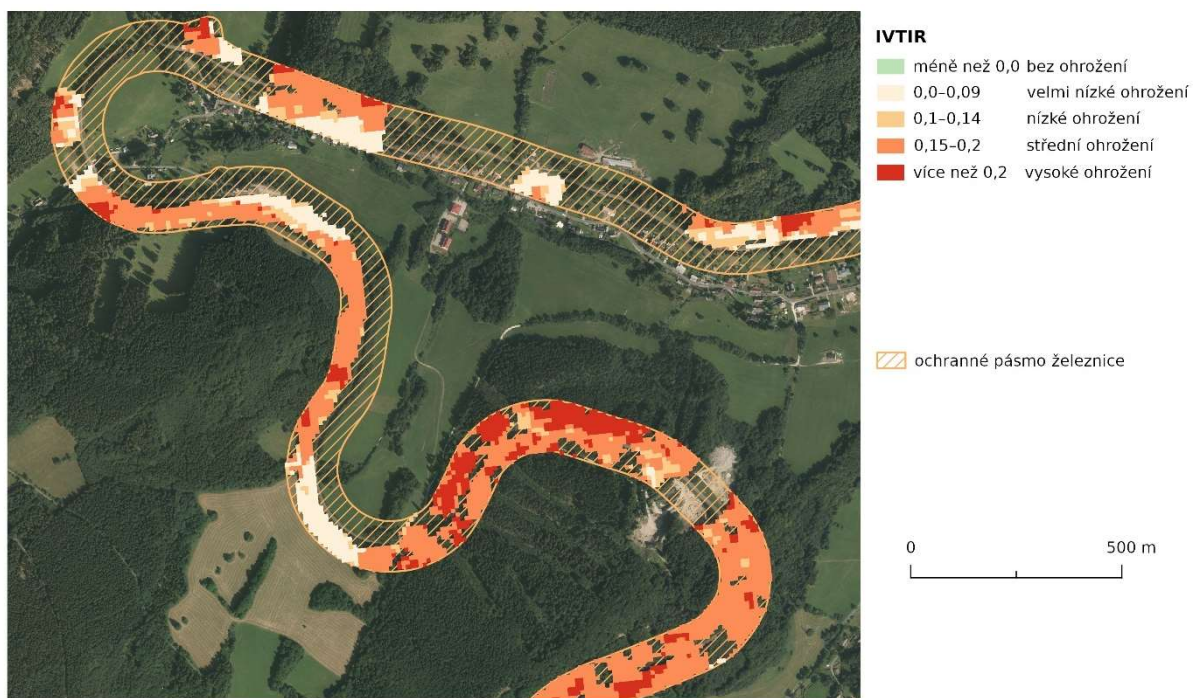 IVTIR
méně než 0,0 bez ohrožení
0,0–0,09 velmi nízké ohrožení
0,1–0,14 nízké ohrožení
0,15–0,2 střední ohrožení
více než 0,2 vysoké ohrožení
ochranné pásmo železnice
0 500 m